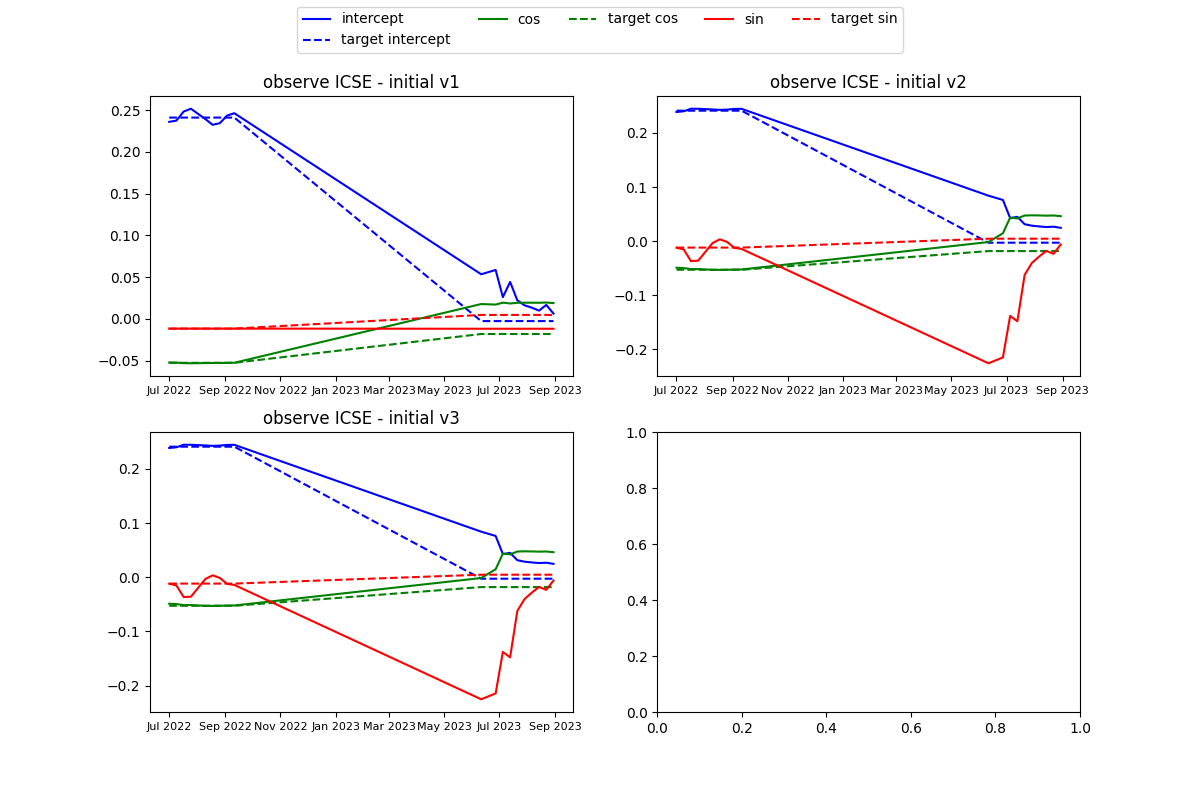 intercept cos target cos sin target sin
target intercept
observe ICSE - initial v1
0.25
0.20
0.15
0.10
0.05
0.00
−0.05
Jul 2022 Sep 2022 Nov 2022 Jan 2023 Mar 2023 May 2023 Jul 2023 Sep 2023
observe ICSE - initial v2
0.2
0.1
0.0
−0.1
−0.2
Jul 2022 Sep 2022 Nov 2022 Jan 2023 Mar 2023 May 2023 Jul 2023 Sep 2023
observe ICSE - initial v3
0.2
0.1
0.0
−0.1
−0.2
Jul 2022 Sep 2022 Nov 2022 Jan 2023 Mar 2023 May 2023 Jul 2023 Sep 2023
1.0
0.8
0.6
0.4
0.2
0.0
0.0 0.2 0.4 0.6 0.8 1.0